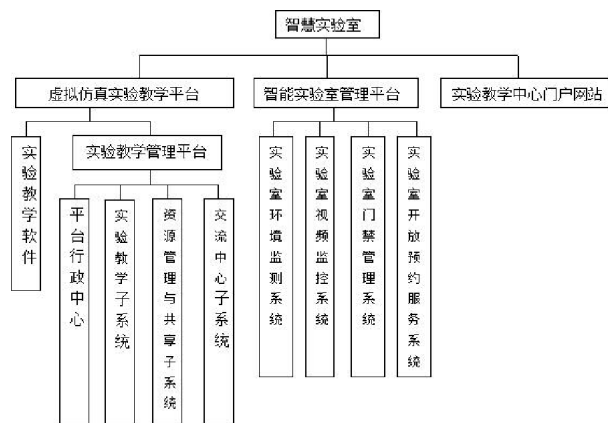 智慧实验室
虚拟仿真实验教学平台
智能实验室管理平台
实验教学中心门户网站
实验教学软件
实验教学管理平台
平台行政中心
实验教学子系统
资源管理与共享子系统
交流中心子系统
实验室环境监测系统
实验室视频监控系统
实验室门禁管理系统
实验室开放预约服务系统